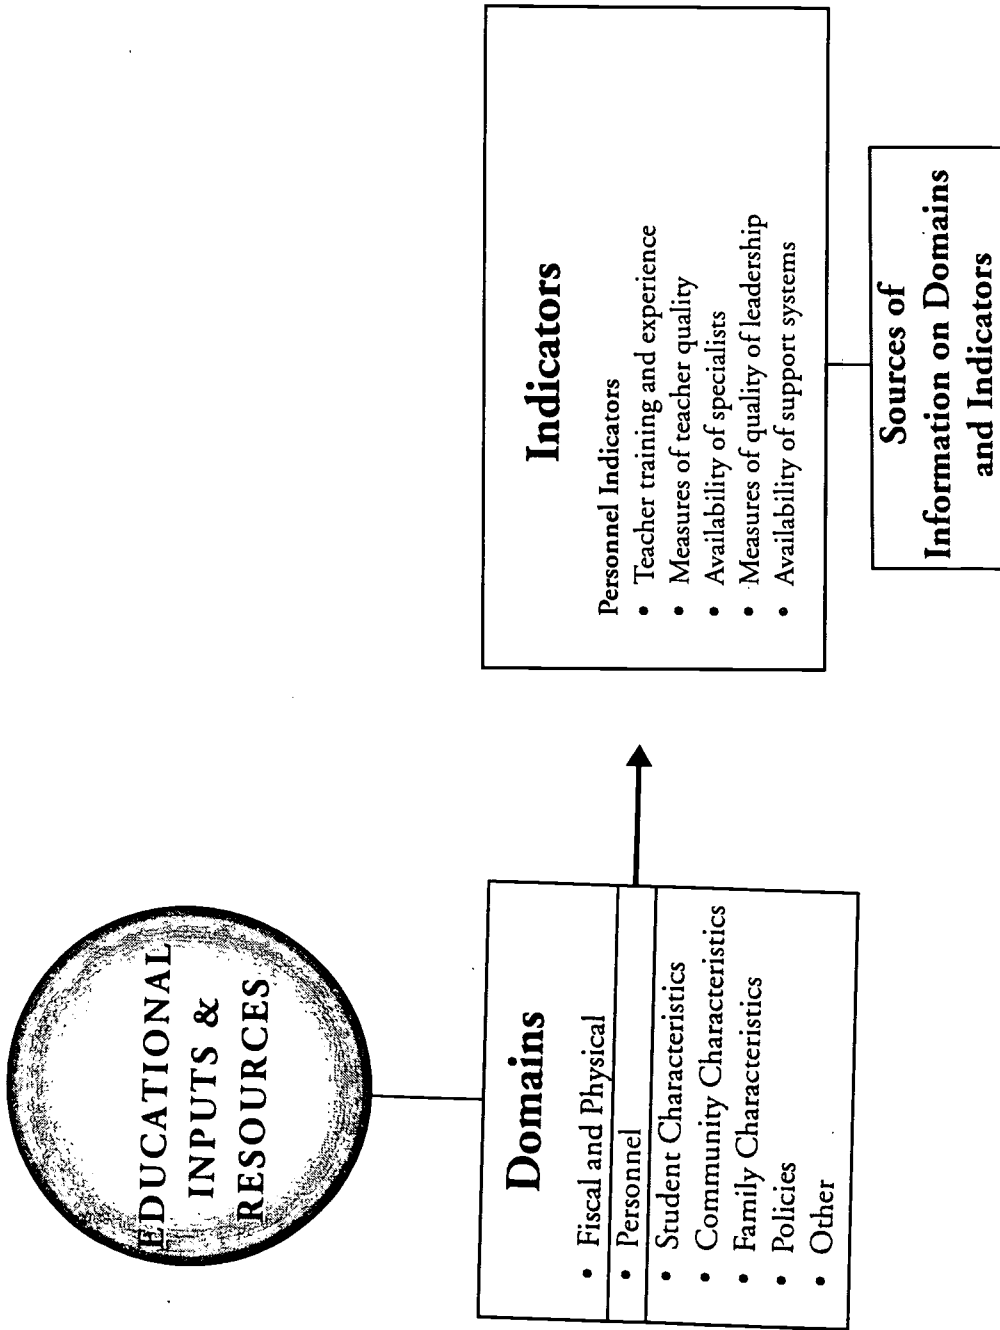 EDUCATIONAL
INPUTS &
RESOURCES
Domains
• Fiscal and Physical
• Personnel
• Student Characteristics
• Community Characteristics
• Family Characteristics
• Policies
• Other
Indicators
Personnel Indicators
• Teacher training and experience
• Measures of teacher quality
• Availability of specialists
• Measures of quality of leadership
• Availability of support systems
Sources of
Information on Domains
and Indicators